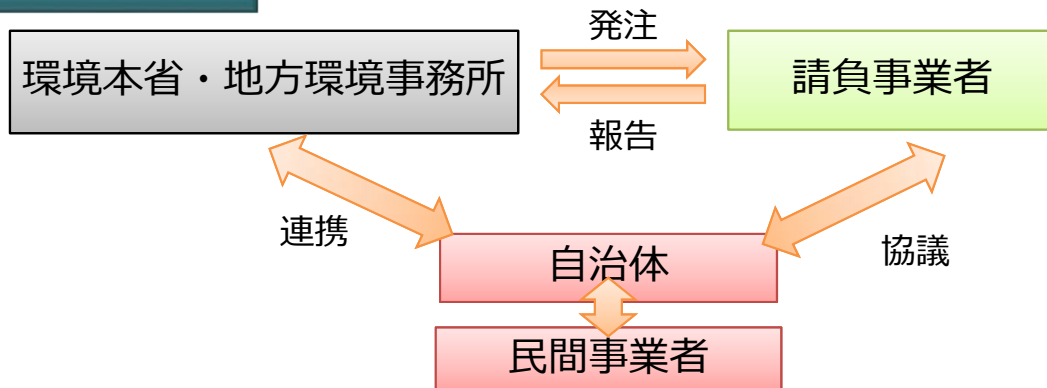 発注
環境本省・地方環境事務所
請負事業者
報告
連携
協議
自治体
民間事業者